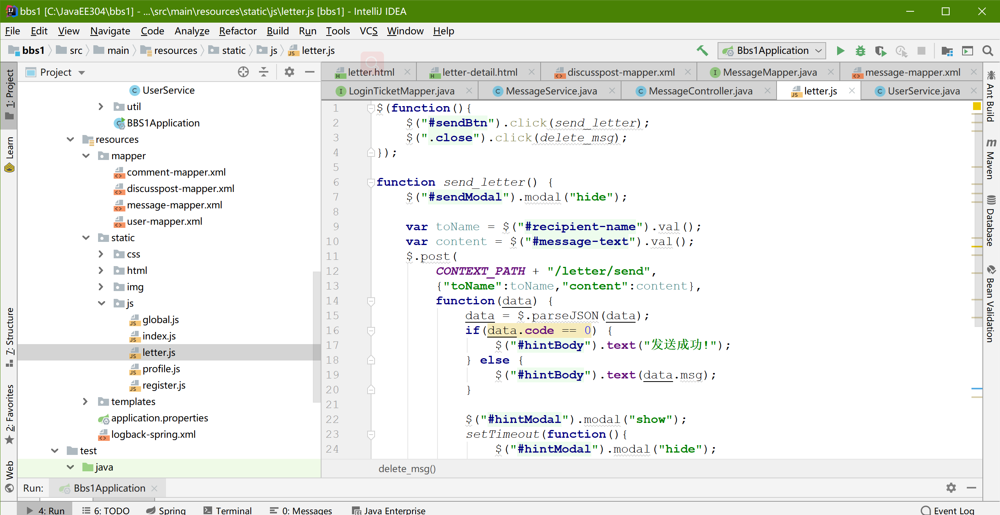 bbs1 [C:\JavaEE304\bbs1] - ...\src\main\resources\static\js\letter.js [bbs1] - IntelliJ IDEA
File Edit View Navigate Code Analyze Refactor Build Run Tools VCS Window Help
bbs1 src main resources static js letter.js
Bbs1Application
1: Project
Learn
7: Structure
2: Favorites
Web
Project
UserService
util
BBS1Application
resources
mapper
comment-mapper.xml
discusspost-mapper.xml
message-mapper.xml
user-mapper.xml
static
css
html
img
js
global.js
index.js
letter.js
profile.js
register.js
templates
application.properties
logback-spring.xml
test
java
letter.html letter-detail.html discusspost-mapper.xml MessageMapper.java message-mapper.xml
LoginTicketMapper.java MessageService.java MessageController.java letter.js UserService.java
1 $(function(){
2 $("#sendBtn").click(send_letter);
3 $(".close").click(delete_msg);
4 });
5
6 function send_letter() {
7 $("#sendModal").modal("hide");
8
9 var toName = $("#recipient-name").val();
10 var content = $("#message-text").val();
11 $.post(
12 CONTEXT_PATH + "/letter/send",
13 {"toName":toName,"content":content},
14 function(data) {
15 data = $.parseJSON(data);
16 if(data.code == 0) {
17 $("#hintBody").text("发送成功!");
18 } else {
19 $("#hintBody").text(data.msg);
20 }
21
22 $("#hintModal").modal("show");
23 setTimeout(function(){
24 $("#hintModal").modal("hide");
delete_msg()
Ant Build
Maven
Database
Bean Validation
Run: Bbs1Application
4: Run 6: TODO Spring Terminal 0: Messages Java Enterprise Event Log